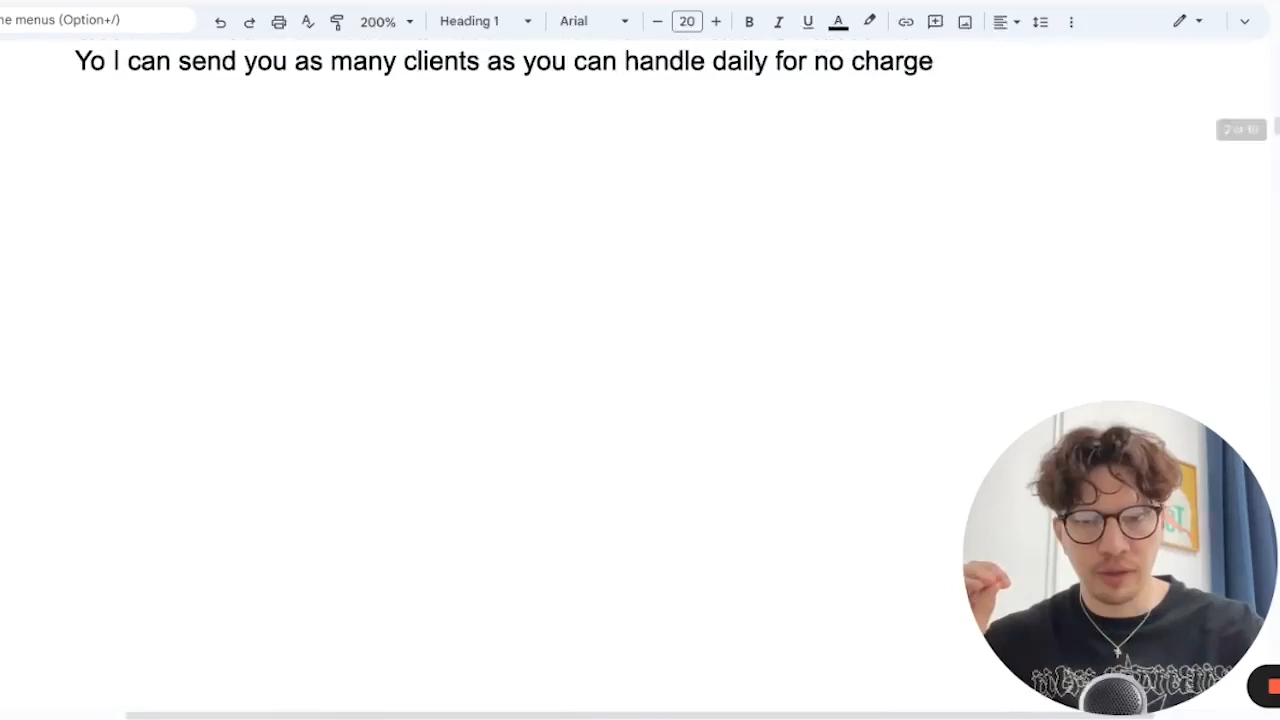 ne menus (Option+/)
200%
Heading 1
Arial
20
B
I
U
A
Yo I can send you as many clients as you can handle daily for no charge